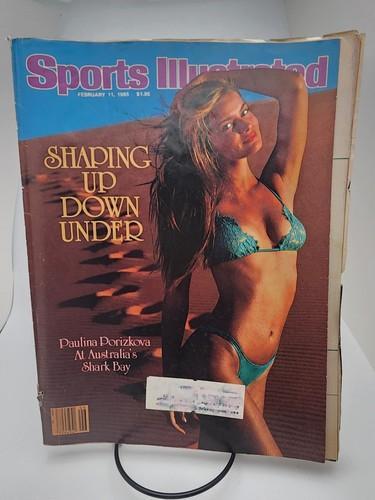 Sports Illustrated
FEBRUARY 11, 1985 $1.95
SHAPING
UP
DOWN
UNDER
Paulina Porizkova
At Australia's
Shark Bay